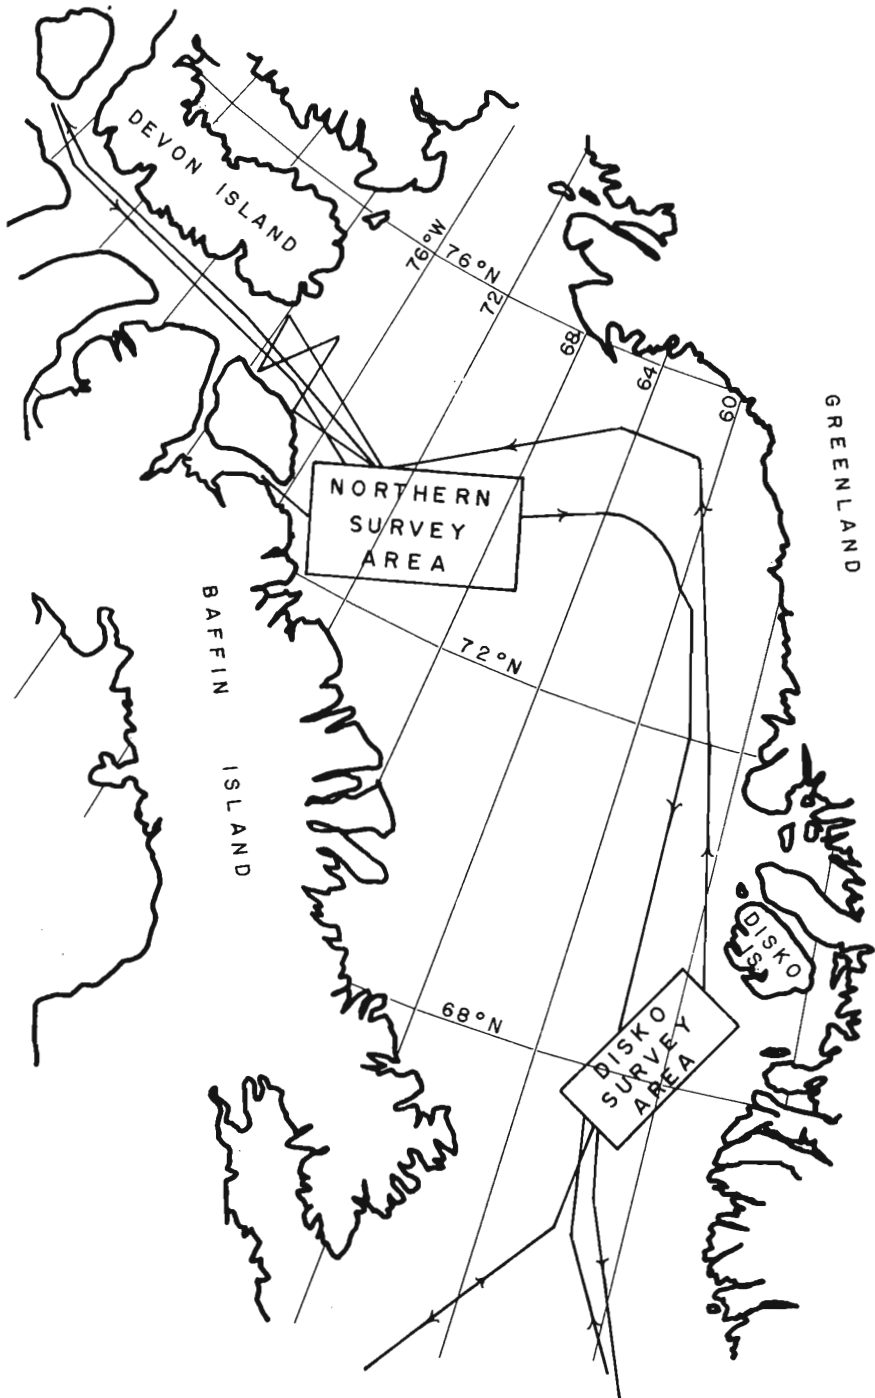 DEVON ISLAND
76°W
76°N
72
68
64
60
GREENLAND
NORTHERN
SURVEY
AREA
BAFFIN ISLAND
72°N
DISKO
IS.
68°N
DISKO
SURVEY
AREA